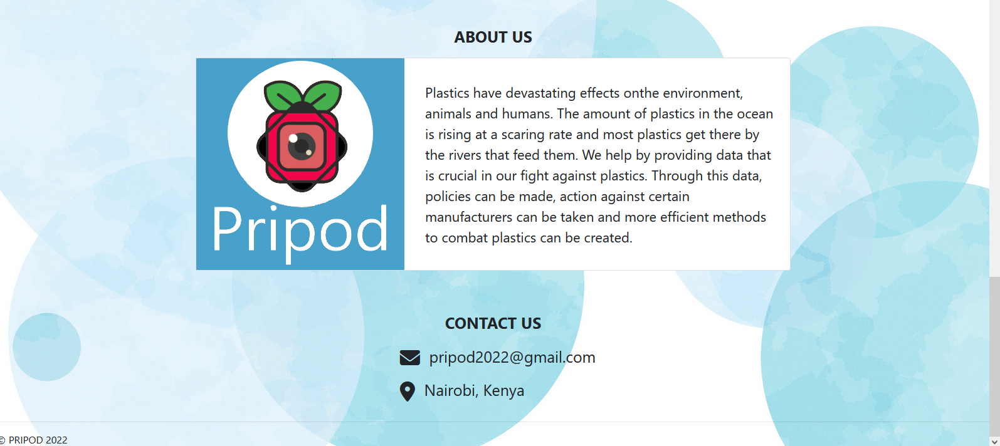 ABOUT US
Pripod
Plastics have devastating effects onthe environment,
animals and humans. The amount of plastics in the ocean
is rising at a scaring rate and most plastics get there by
the rivers that feed them. We help by providing data that
is crucial in our fight against plastics. Through this data,
policies can be made, action against certain
manufacturers can be taken and more efficient methods
to combat plastics can be created.
CONTACT US
pripod2022@gmail.com
Nairobi, Kenya
© PRIPOD 2022